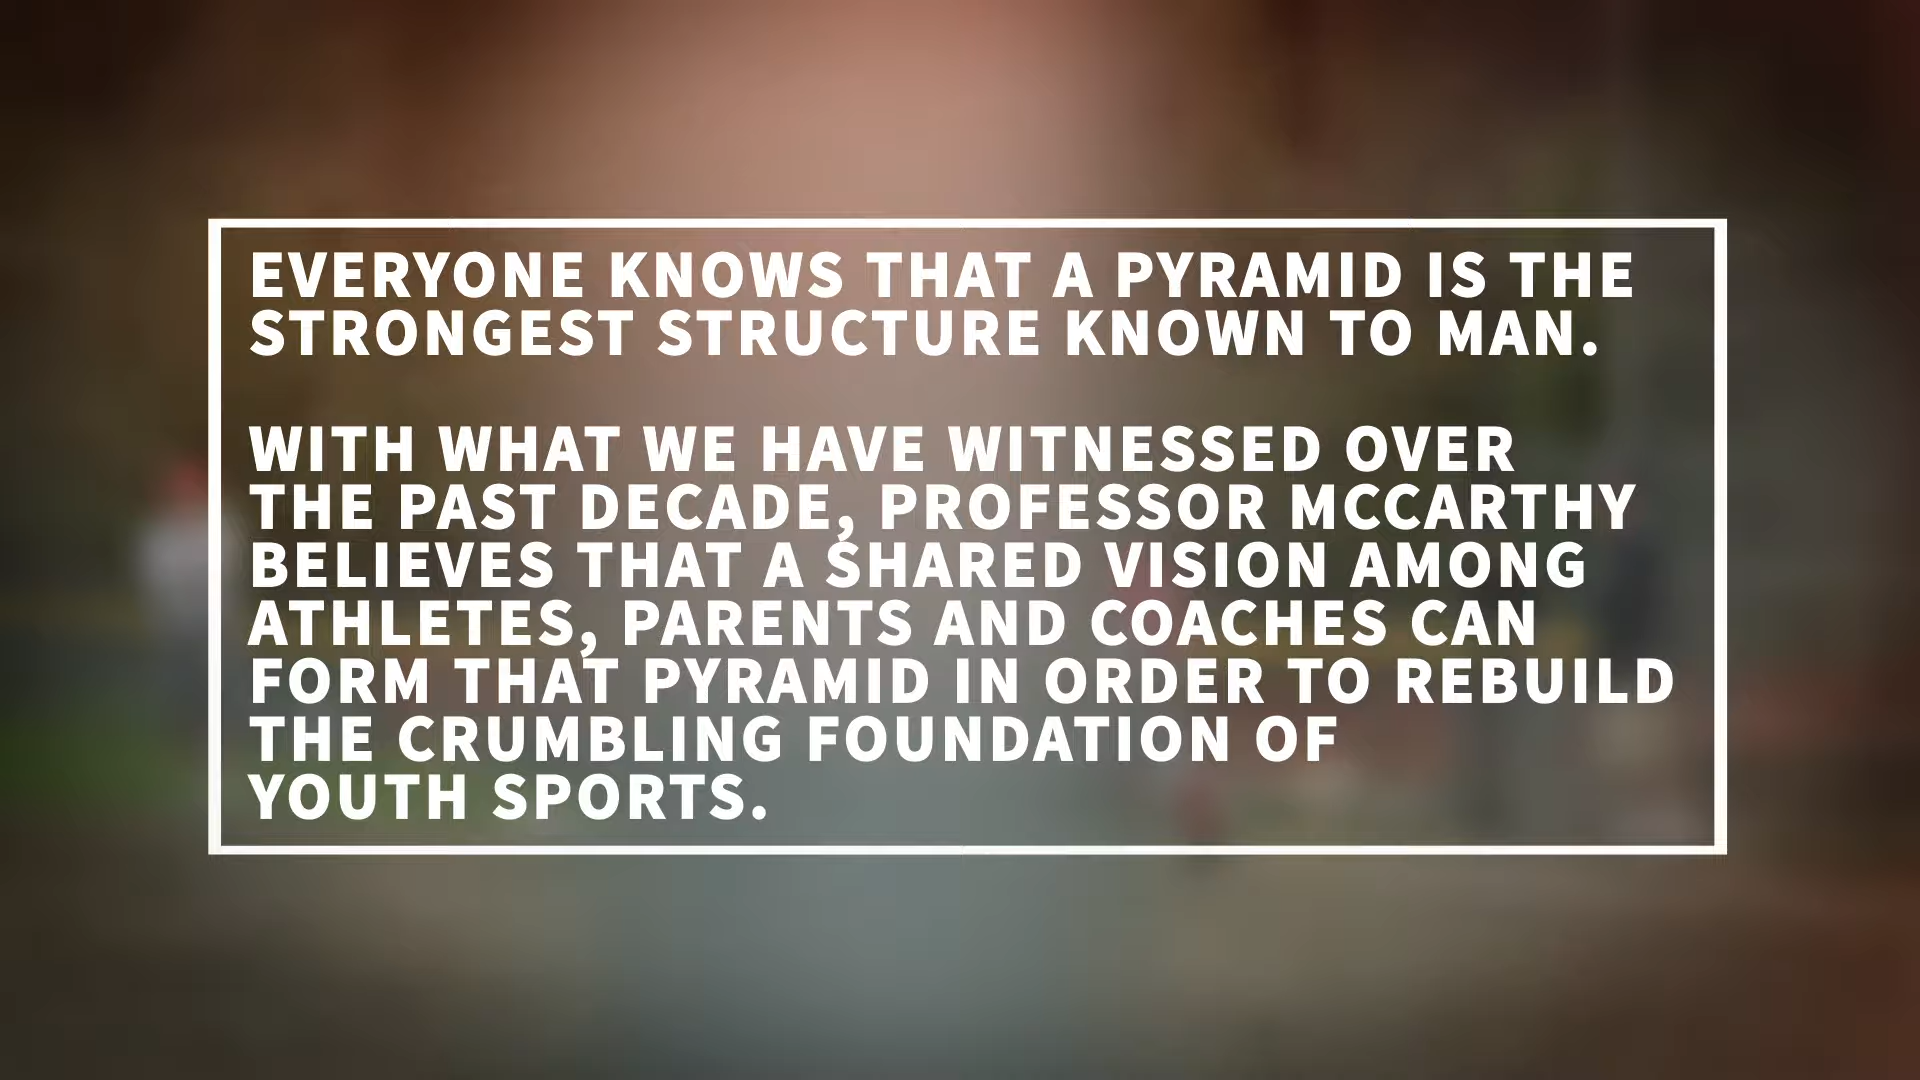 EVERYONE KNOWS THAT A PYRAMID IS THE
STRONGEST STRUCTURE KNOWN TO MAN.
WITH WHAT WE HAVE WITNESSED OVER
THE PAST DECADE, PROFESSOR MCCARTHY
BELIEVES THAT A SHARED VISION AMONG
ATHLETES, PARENTS AND COACHES CAN
FORM THAT PYRAMID IN ORDER TO REBUILD
THE CRUMBLING FOUNDATION OF
YOUTH SPORTS.